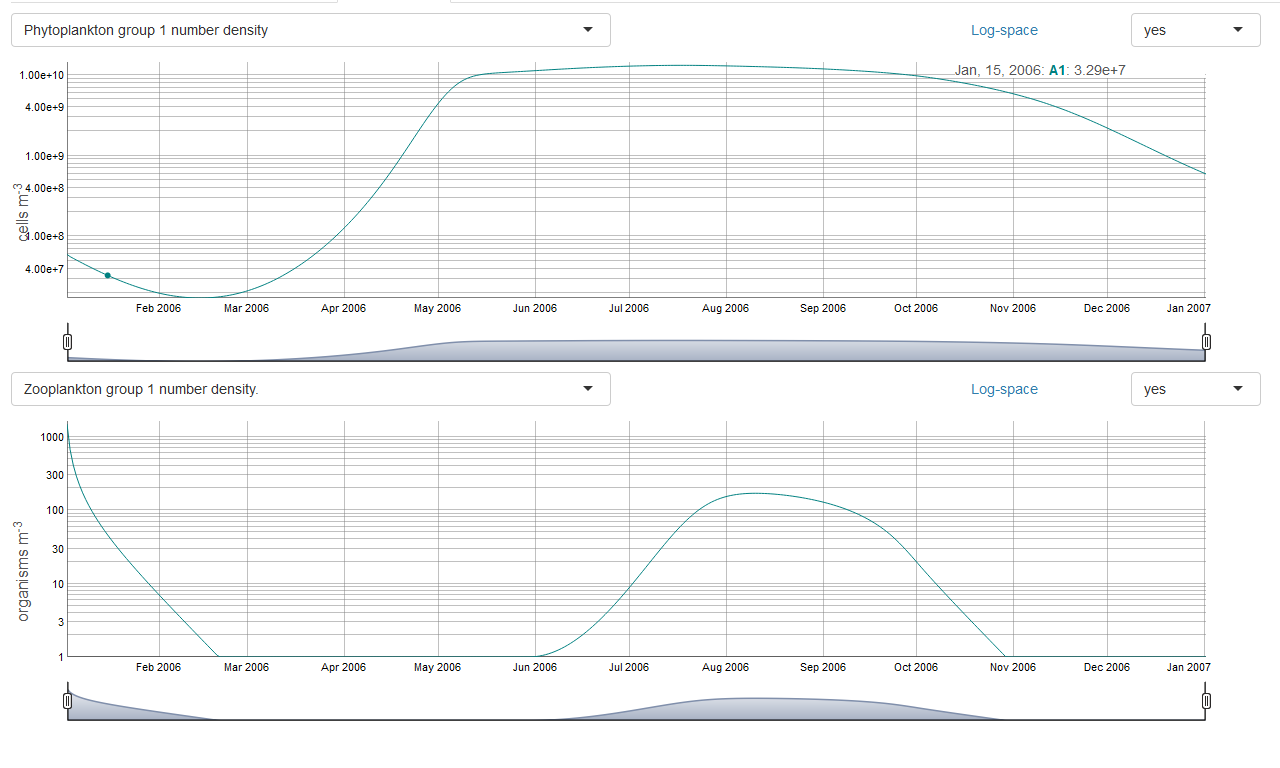 Phytoplankton group 1 number density
Log-space
yes
Jan, 15, 2006: A1: 3.29e+7
cells m-3
1.00e+10
4.00e+9
1.00e+9
4.00e+8
1.00e+8
4.00e+7
Feb 2006 Mar 2006 Apr 2006 May 2006 Jun 2006 Jul 2006 Aug 2006 Sep 2006 Oct 2006 Nov 2006 Dec 2006 Jan 2007
Zooplankton group 1 number density.
Log-space
yes
organisms m-3
1000
300
100
30
10
3
1
Feb 2006 Mar 2006 Apr 2006 May 2006 Jun 2006 Jul 2006 Aug 2006 Sep 2006 Oct 2006 Nov 2006 Dec 2006 Jan 2007